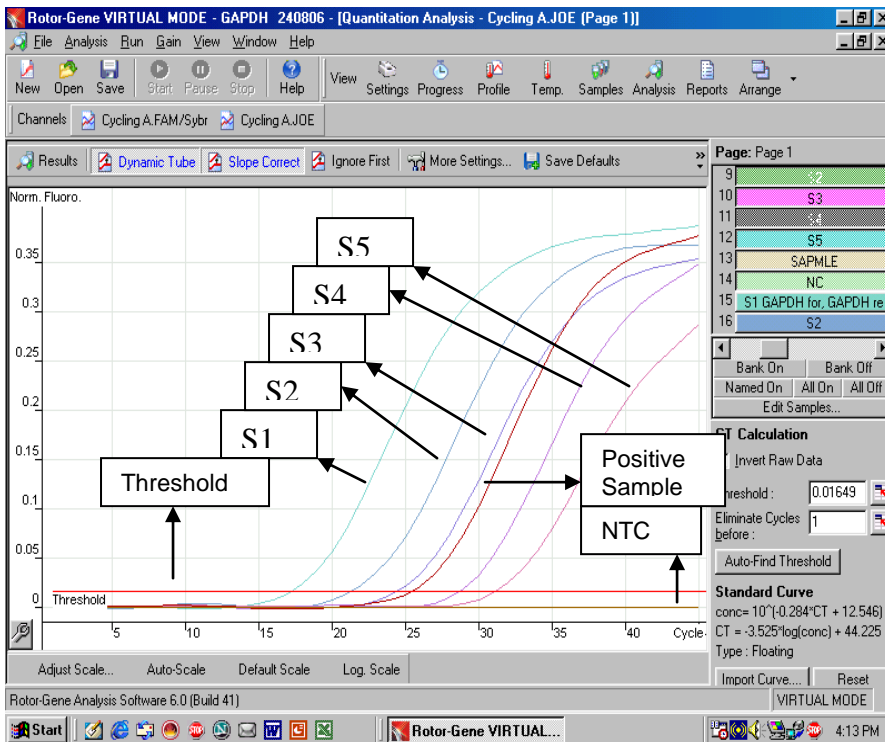 Rotor-Gene VIRTUAL MODE - GAPDH 240806 - [Quantitation Analysis - Cycling A.JOE (Page 1)]
File Analysis Run Gain View Window Help
New Open Save Start Pause Stop Help View Settings Progress Profile Temp. Samples Analysis Reports Arrange
Channels Cycling A.FAM/Sybr Cycling A.JOE
Results Dynamic Tube Slope Correct Ignore First More Settings... Save Defaults »
Page: Page 1
9 S2
10 S3
11 S4
12 S5
13 SAPMLE
14 NC
15 S1 GAPDH for, GAPDH re
16 S2
Bank On Bank Off
Named On All On All Off
Edit Samples...
CT Calculation
Invert Raw Data
Threshold : 0.01649
Eliminate Cycles before : 1
Auto-Find Threshold
Standard Curve
conc= 10^(-0.284*CT + 12.546)
CT = -3.525*log(conc) + 44.225
Type : Floating
Import Curve.... Reset
Norm. Fluoro.
0.35
0.3
0.25
0.2
0.15
0.1
0.05
0
S5
S4
S3
S2
S1
Threshold
Positive
Sample
NTC
Threshold
5 10 15 20 25 30 35 40 Cycle
Adjust Scale... Auto-Scale Default Scale Log. Scale
Rotor-Gene Analysis Software 6.0 (Build 41) VIRTUAL MODE
Start Rotor-Gene VIRTUAL... 4:13 PM